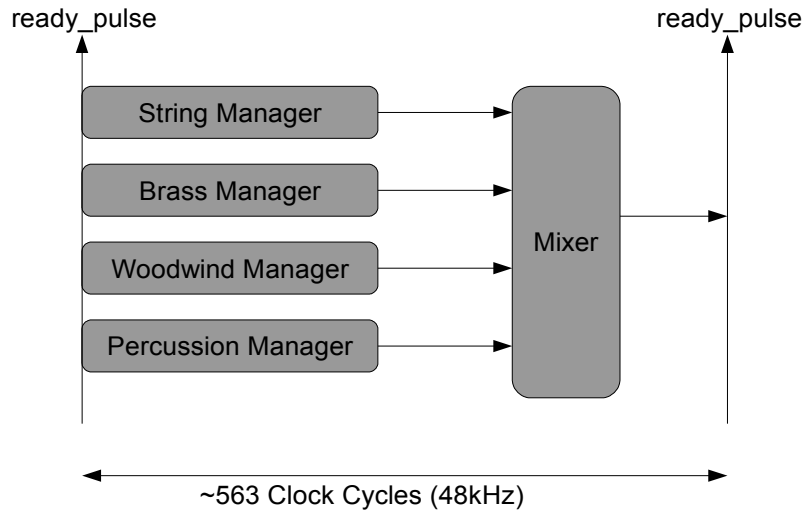 ready_pulse
ready_pulse
String Manager
Brass Manager
Woodwind Manager
Percussion Manager
Mixer
~563 Clock Cycles (48kHz)